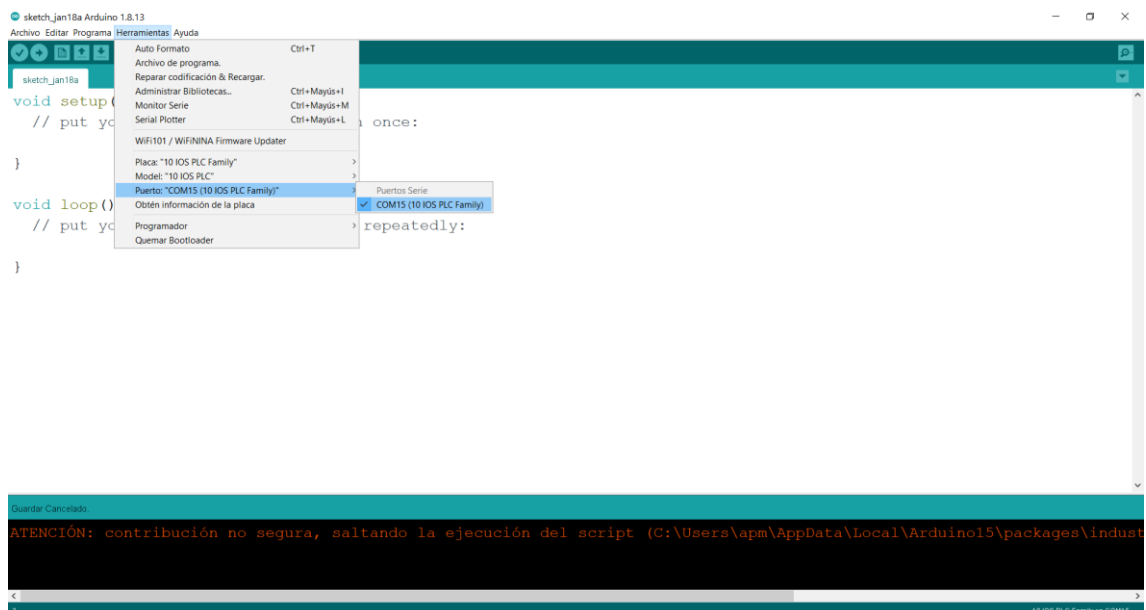 sketch_jan18a Arduino 1.8.13
Archivo Editar Programa Herramientas Ayuda
sketch_jan18a
Auto Formato Ctrl+T
Archivo de programa.
Reparar codificación & Recargar.
Administrar Bibliotecas... Ctrl+Mayús+I
Monitor Serie Ctrl+Mayús+M
Serial Plotter Ctrl+Mayús+L
WiFi101 / WiFiNINA Firmware Updater
Placa: "10 IOS PLC Family"
Model: "10 IOS PLC"
Puerto: "COM15 (10 IOS PLC Family)"
Obtén información de la placa
Programador
Quemar Bootloader
Puertos Serie
COM15 (10 IOS PLC Family)
void setup(
// put yo
once:
}
void loop()
// put yo
repeatedly:
}
Guardar Cancelado.
ATENCIÓN: contribución no segura, saltando la ejecución del script (C:\Users\apm\AppData\Local\Arduino15\packages\indust